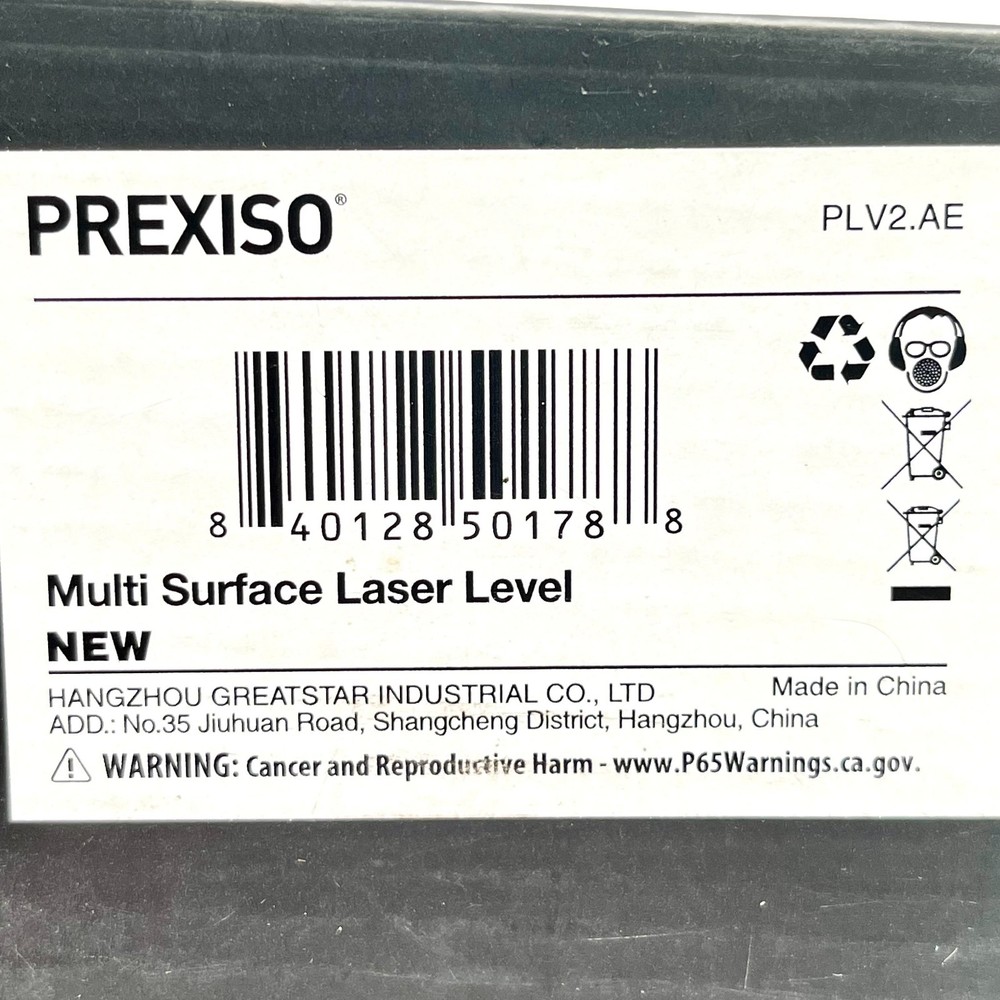 PREXISO®
PLV2.AE
8 40128 50178 8
Multi Surface Laser Level
NEW
HANGZHOU GREATSTAR INDUSTRIAL CO., LTD
Made in China
ADD.: No.35 Jiuhuan Road, Shangcheng District, Hangzhou, China
WARNING: Cancer and Reproductive Harm - www.P65Warnings.ca.gov.